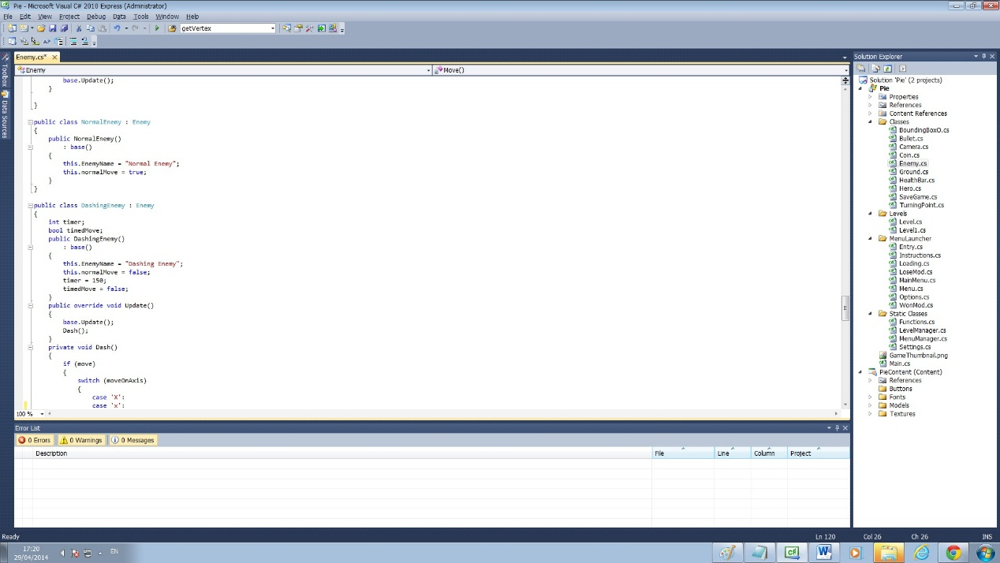 Pie - Microsoft Visual C# 2010 Express (Administrator)
File Edit View Project Debug Data Tools Window Help
getVertex
Enemy.cs*
Enemy
Move()
Toolbox
Data Sources
base.Update();
}
}
public class NormalEnemy : Enemy
{
public NormalEnemy()
: base()
{
this.EnemyName = "Normal Enemy";
this.normalMove = true;
}
}
public class DashingEnemy : Enemy
{
int timer;
bool timedMove;
public DashingEnemy()
: base()
{
this.EnemyName = "Dashing Enemy";
this.normalMove = false;
timer = 150;
timedMove = false;
}
public override void Update()
{
base.Update();
Dash();
}
private void Dash()
{
if (move)
{
switch (moveOnAxis)
{
case 'X':
case 'x':
100 %
Solution Explorer
Solution 'Pie' (2 projects)
Pie
Properties
References
Content References
Classes
BoundingBoxO.cs
Bullet.cs
Camera.cs
Coin.cs
Enemy.cs
Ground.cs
HealthBar.cs
Hero.cs
SaveGame.cs
TurningPoint.cs
Levels
Level.cs
Level1.cs
MenuLauncher
Entry.cs
Instructions.cs
Loading.cs
LoseMod.cs
MainMenu.cs
Menu.cs
Options.cs
WonMod.cs
Static Classes
Functions.cs
LevelManager.cs
MenuManager.cs
Settings.cs
GameThumbnail.png
Main.cs
PieContent (Content)
References
Buttons
Fonts
Models
Textures
Error List
0 Errors 0 Warnings 0 Messages
Description File Line Column Project
Ready Ln 120 Col 26 Ch 26 INS
17:20
29/04/2014
EN